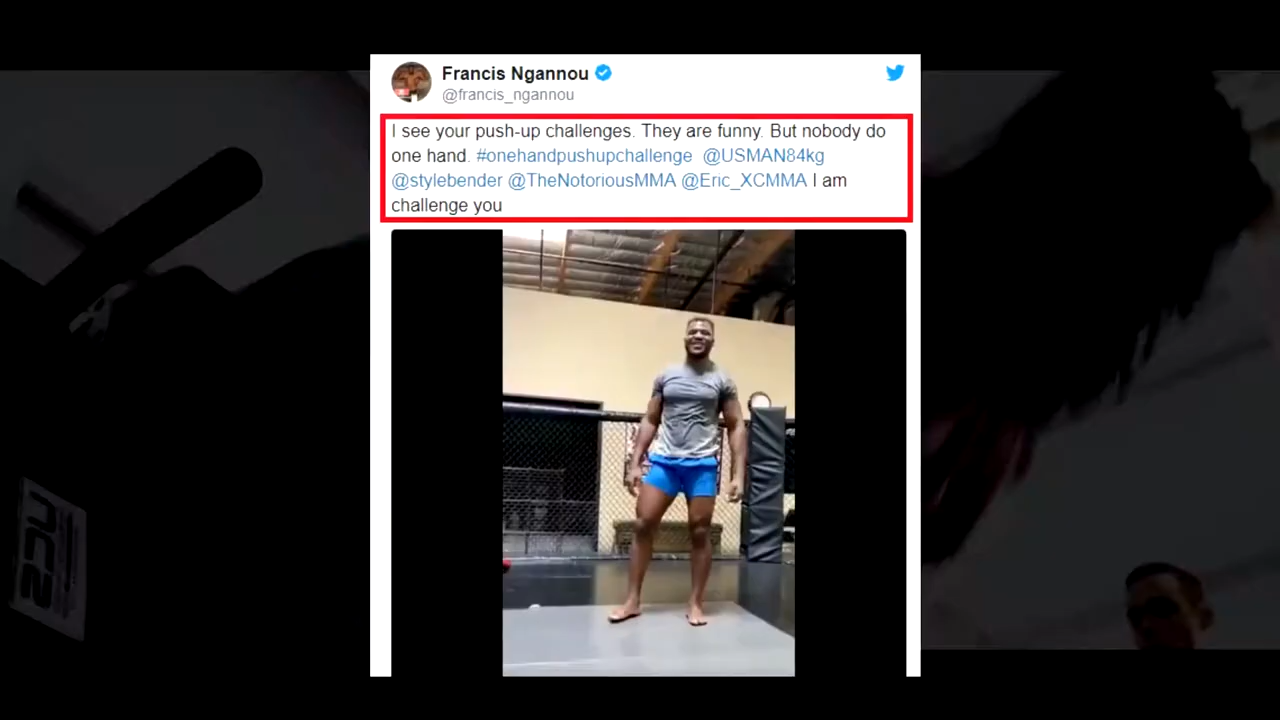 Francis Ngannou
@francis_ngannou
I see your push-up challenges. They are funny. But nobody do
one hand. #onehandpushupchallenge @USMAN84kg
@stylebender @TheNotoriousMMA @Eric_XCMMA I am
challenge you